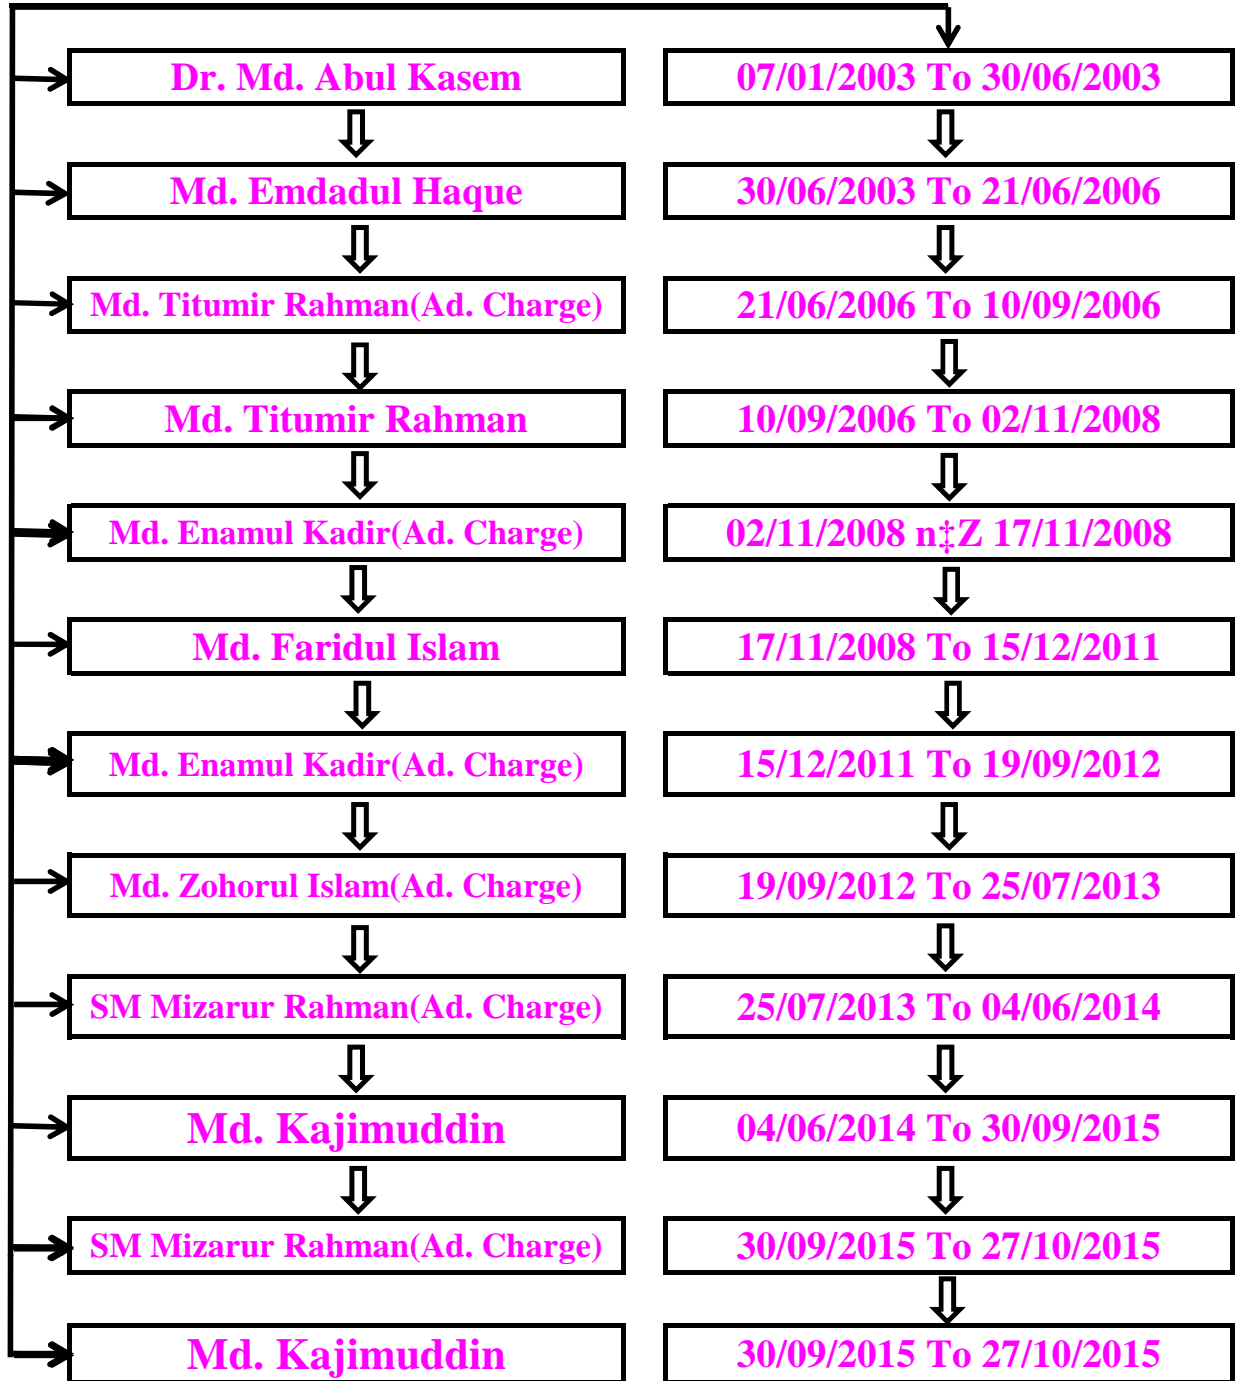 Dr. Md. Abul Kasem 07/01/2003 To 30/06/2003
Md. Emdadul Haque 30/06/2003 To 21/06/2006
Md. Titumir Rahman(Ad. Charge) 21/06/2006 To 10/09/2006
Md. Titumir Rahman 10/09/2006 To 02/11/2008
Md. Enamul Kadir(Ad. Charge) 02/11/2008 n‡Z 17/11/2008
Md. Faridul Islam 17/11/2008 To 15/12/2011
Md. Enamul Kadir(Ad. Charge) 15/12/2011 To 19/09/2012
Md. Zohorul Islam(Ad. Charge) 19/09/2012 To 25/07/2013
SM Mizarur Rahman(Ad. Charge) 25/07/2013 To 04/06/2014
Md. Kajimuddin 04/06/2014 To 30/09/2015
SM Mizarur Rahman(Ad. Charge) 30/09/2015 To 27/10/2015
Md. Kajimuddin 30/09/2015 To 27/10/2015